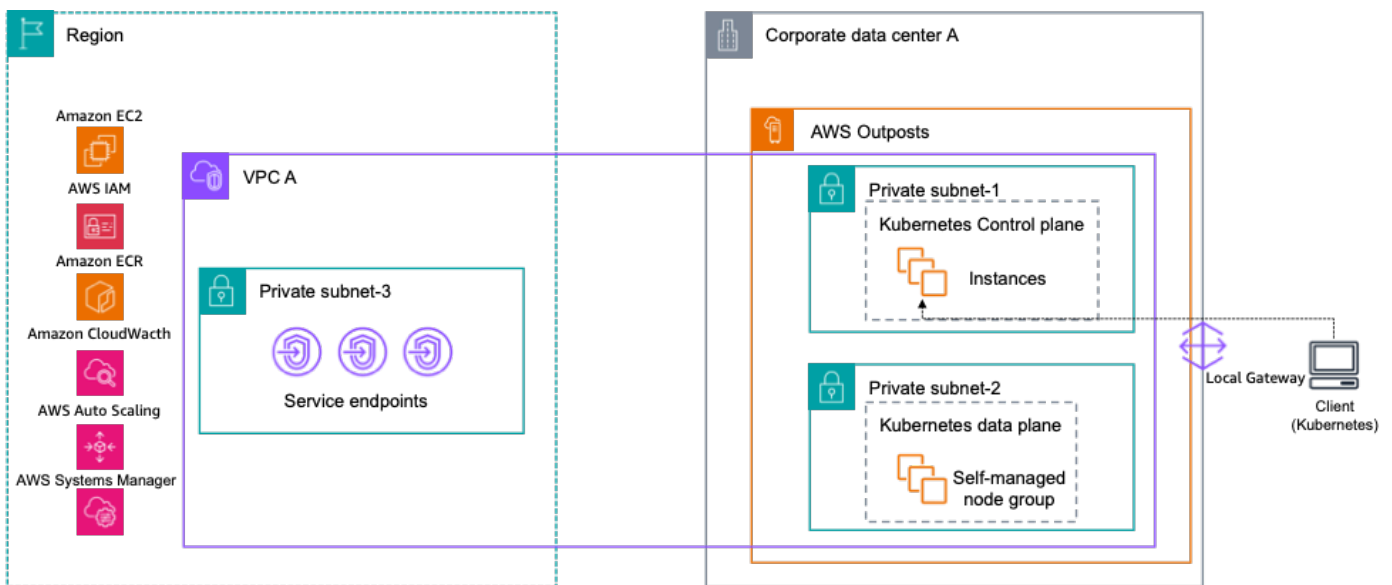 Region
Amazon EC2
AWS IAM
Amazon ECR
Amazon CloudWacth
AWS Auto Scaling
AWS Systems Manager
VPC A
Private subnet-3
Service endpoints
Corporate data center A
AWS Outposts
Private subnet-1
Kubernetes Control plane
Instances
Private subnet-2
Kubernetes data plane
Self-managed
node group
Local Gateway
Client
(Kubernetes)